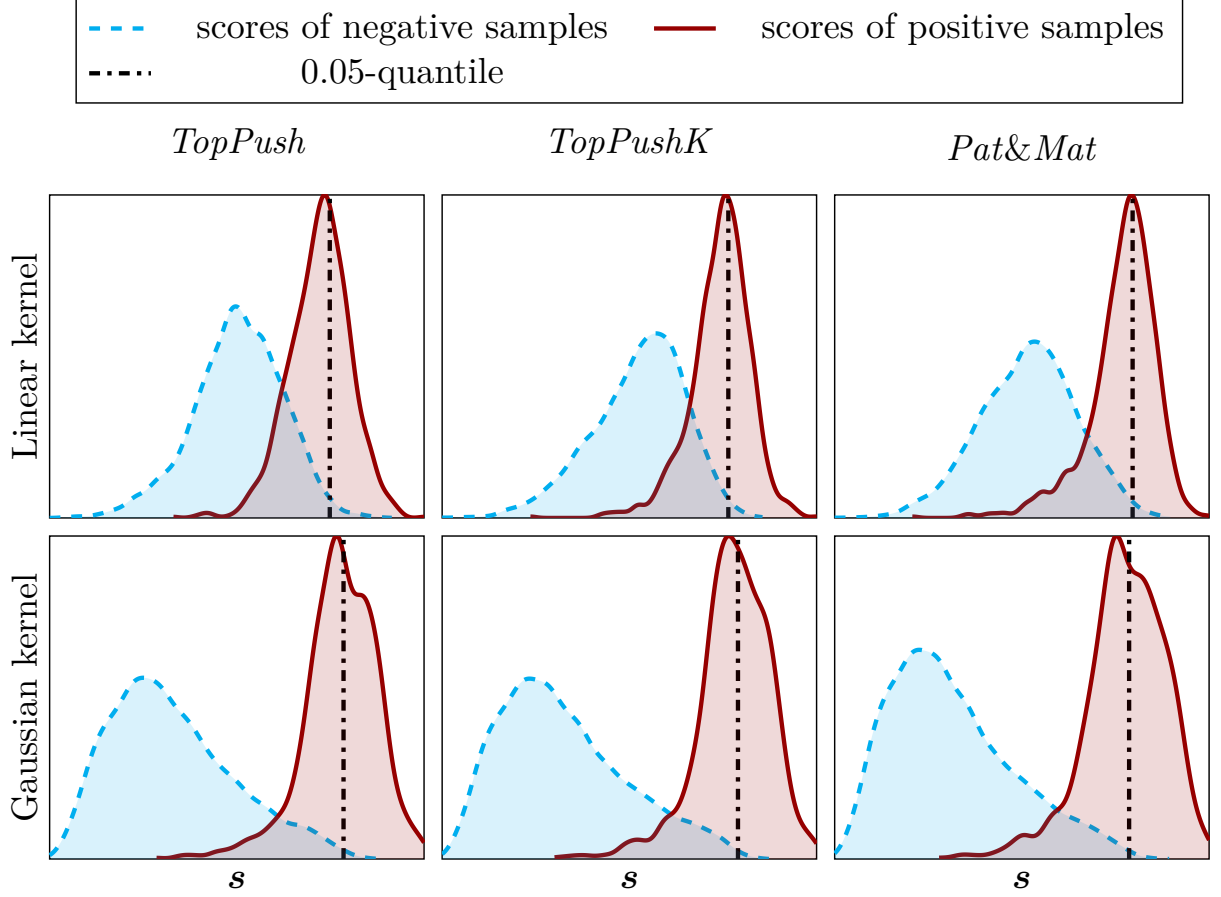 scores of negative samples scores of positive samples
0.05-quantile
TopPush TopPushK Pat&Mat
Linear kernel
Gaussian kernel
s s s